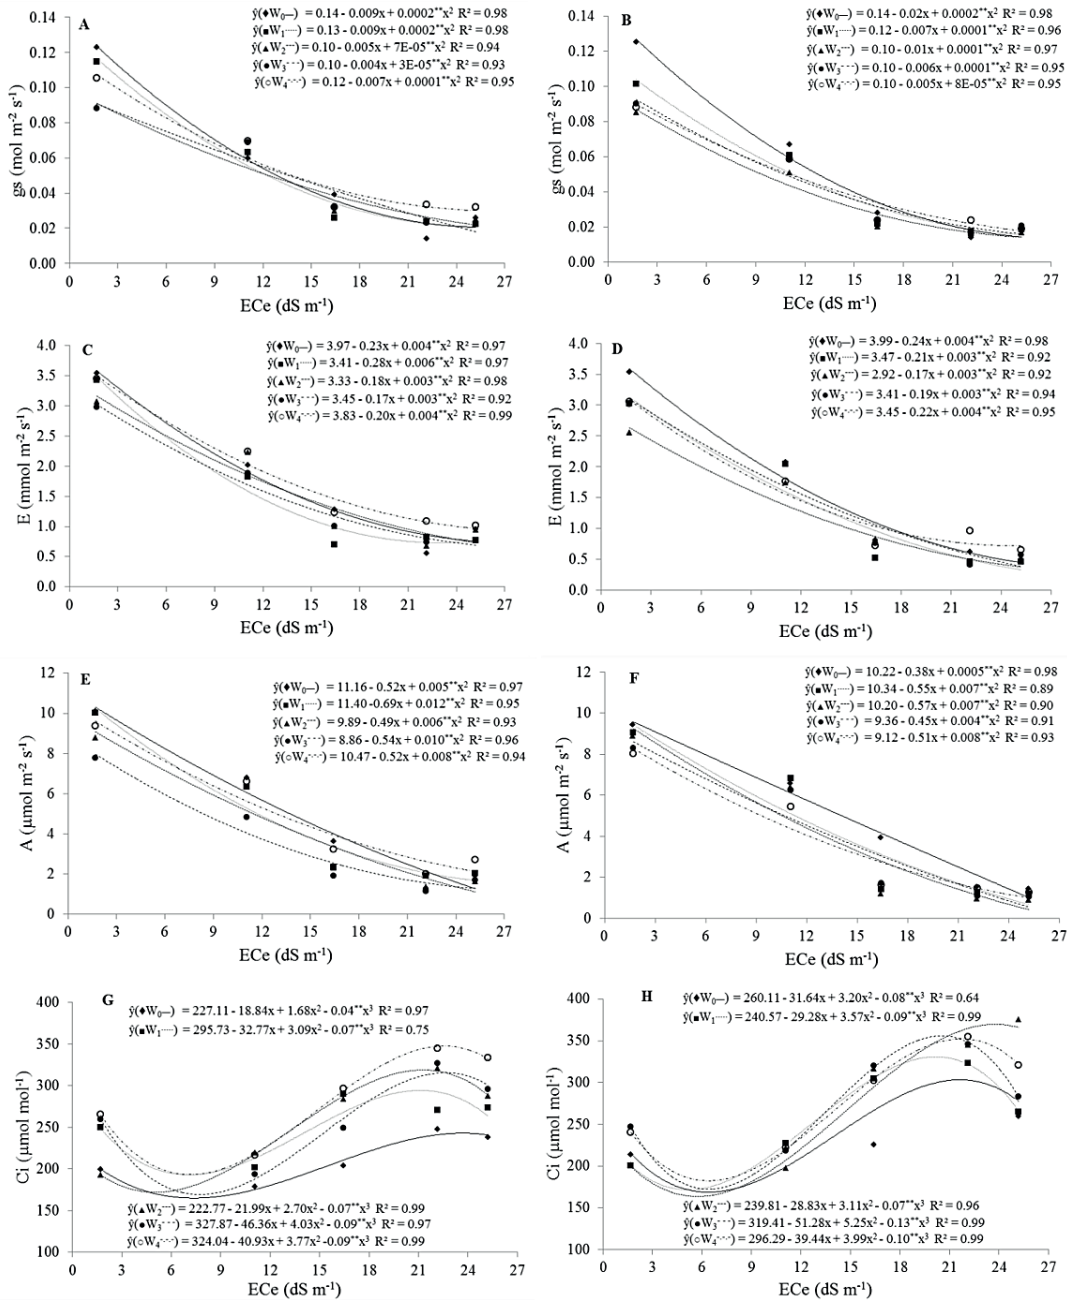 A
ŷ(♦W₀—) = 0.14 - 0.009x + 0.0002**x² R² = 0.98
ŷ(■W₁·····) = 0.13 - 0.009x + 0.0002**x² R² = 0.98
ŷ(▲W₂---) = 0.10 - 0.005x + 7E-05**x² R² = 0.94
ŷ(●W₃---) = 0.10 - 0.004x + 3E-05**x² R² = 0.93
ŷ(○W₄-·-·-) = 0.12 - 0.007x + 0.0001**x² R² = 0.95
0.14
0.12
0.10
0.08
0.06
0.04
0.02
0.00
gs (mol m⁻² s⁻¹)
0 3 6 9 12 15 18 21 24 27
ECe (dS m⁻¹)
B
ŷ(♦W₀—) = 0.14 - 0.02x + 0.0002**x² R² = 0.98
ŷ(■W₁·····) = 0.12 - 0.007x + 0.0001**x² R² = 0.96
ŷ(▲W₂---) = 0.10 - 0.01x + 0.0001**x² R² = 0.97
ŷ(●W₃---) = 0.10 - 0.006x + 0.0001**x² R² = 0.95
ŷ(○W₄-·-·-) = 0.10 - 0.005x + 8E-05**x² R² = 0.95
0.14
0.12
0.10
0.08
0.06
0.04
0.02
0.00
gs (mol m⁻² s⁻¹)
0 3 6 9 12 15 18 21 24 27
ECe (dS m⁻¹)
C
ŷ(♦W₀—) = 3.97 - 0.23x + 0.004**x² R² = 0.97
ŷ(■W₁·····) = 3.41 - 0.28x + 0.006**x² R² = 0.97
ŷ(▲W₂---) = 3.33 - 0.18x + 0.003**x² R² = 0.98
ŷ(●W₃---) = 3.45 - 0.17x + 0.003**x² R² = 0.92
ŷ(○W₄-·-·-) = 3.83 - 0.20x + 0.004**x² R² = 0.99
4.0
3.5
3.0
2.5
2.0
1.5
1.0
0.5
0.0
E (mmol m⁻² s⁻¹)
0 3 6 9 12 15 18 21 24 27
ECe (dS m⁻¹)
D
ŷ(♦W₀—) = 3.99 - 0.24x + 0.004**x² R² = 0.98
ŷ(■W₁·····) = 3.47 - 0.21x + 0.003**x² R² = 0.92
ŷ(▲W₂---) = 2.92 - 0.17x + 0.003**x² R² = 0.92
ŷ(●W₃---) = 3.41 - 0.19x + 0.003**x² R² = 0.94
ŷ(○W₄-·-·-) = 3.45 - 0.22x + 0.004**x² R² = 0.95
4.0
3.5
3.0
2.5
2.0
1.5
1.0
0.5
0.0
E (mmol m⁻² s⁻¹)
0 3 6 9 12 15 18 21 24 27
ECe (dS m⁻¹)
E
ŷ(♦W₀—) = 11.16 - 0.52x + 0.005**x² R² = 0.97
ŷ(■W₁·····) = 11.40 -0.69x + 0.012**x² R² = 0.95
ŷ(▲W₂---) = 9.89 - 0.49x + 0.006**x² R² = 0.93
ŷ(●W₃---) = 8.86 - 0.54x + 0.010**x² R² = 0.96
ŷ(○W₄-·-·-) = 10.47 - 0.52x + 0.008**x² R² = 0.94
12
10
8
6
4
2
0
A (µmol m⁻² s⁻¹)
0 3 6 9 12 15 18 21 24 27
ECe (dS m⁻¹)
F
ŷ(♦W₀—) = 10.22 - 0.38x + 0.0005**x² R² = 0.98
ŷ(■W₁·····) = 10.34 - 0.55x + 0.007**x² R² = 0.89
ŷ(▲W₂---) = 10.20 - 0.57x + 0.007**x² R² = 0.90
ŷ(●W₃---) = 9.36 - 0.45x + 0.004**x² R² = 0.91
ŷ(○W₄-·-·-) = 9.12 - 0.51x + 0.008**x² R² = 0.93
12
10
8
6
4
2
0
A (µmol m⁻² s⁻¹)
0 3 6 9 12 15 18 21 24 27
ECe (dS m⁻¹)
G
ŷ(♦W₀—) = 227.11 - 18.84x + 1.68x² - 0.04**x³ R² = 0.97
ŷ(■W₁·····) = 295.73 - 32.77x + 3.09x² - 0.07**x³ R² = 0.75
400
350
300
250
200
150
100
Ci (µmol mol⁻¹)
ŷ(▲W₂---) = 222.77 - 21.99x + 2.70x² - 0.07**x³ R² = 0.99
ŷ(●W₃---) = 327.87 - 46.36x + 4.03x² - 0.09**x³ R² = 0.97
ŷ(○W₄-·-·-) = 324.04 - 40.93x + 3.77x² -0.09**x³ R² = 0.99
0 3 6 9 12 15 18 21 24 27
ECe (dS m⁻¹)
H
ŷ(♦W₀—) = 260.11 - 31.64x + 3.20x² - 0.08**x³ R² = 0.64
ŷ(■W₁·····) = 240.57 - 29.28x + 3.57x² - 0.09**x³ R² = 0.99
400
350
300
250
200
150
100
Ci (µmol mol⁻¹)
ŷ(▲W₂---) = 239.81 - 28.83x + 3.11x² - 0.07**x³ R² = 0.96
ŷ(●W₃---) = 319.41 - 51.28x + 5.25x² - 0.13**x³ R² = 0.99
ŷ(○W₄-·-·-) = 296.29 - 39.44x + 3.99x² - 0.10**x³ R² = 0.99
0 3 6 9 12 15 18 21 24 27
ECe (dS m⁻¹)